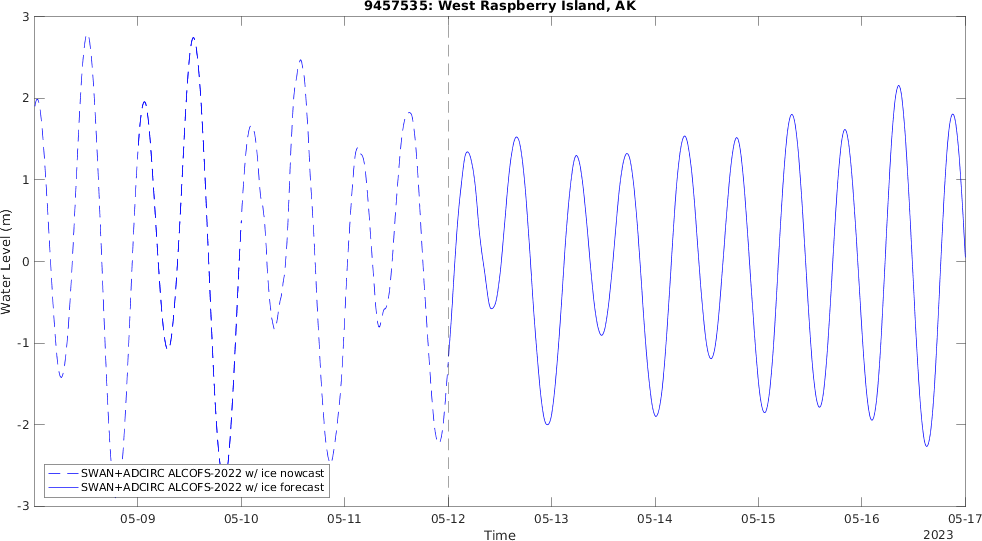 9457535: West Raspberry Island, AK
Water Level (m)
3
2
1
0
-1
-2
-3
SWAN+ADCIRC ALCOFS-2022 w/ ice nowcast
SWAN+ADCIRC ALCOFS-2022 w/ ice forecast
05-09 05-10 05-11 05-12 05-13 05-14 05-15 05-16 05-17
Time
2023